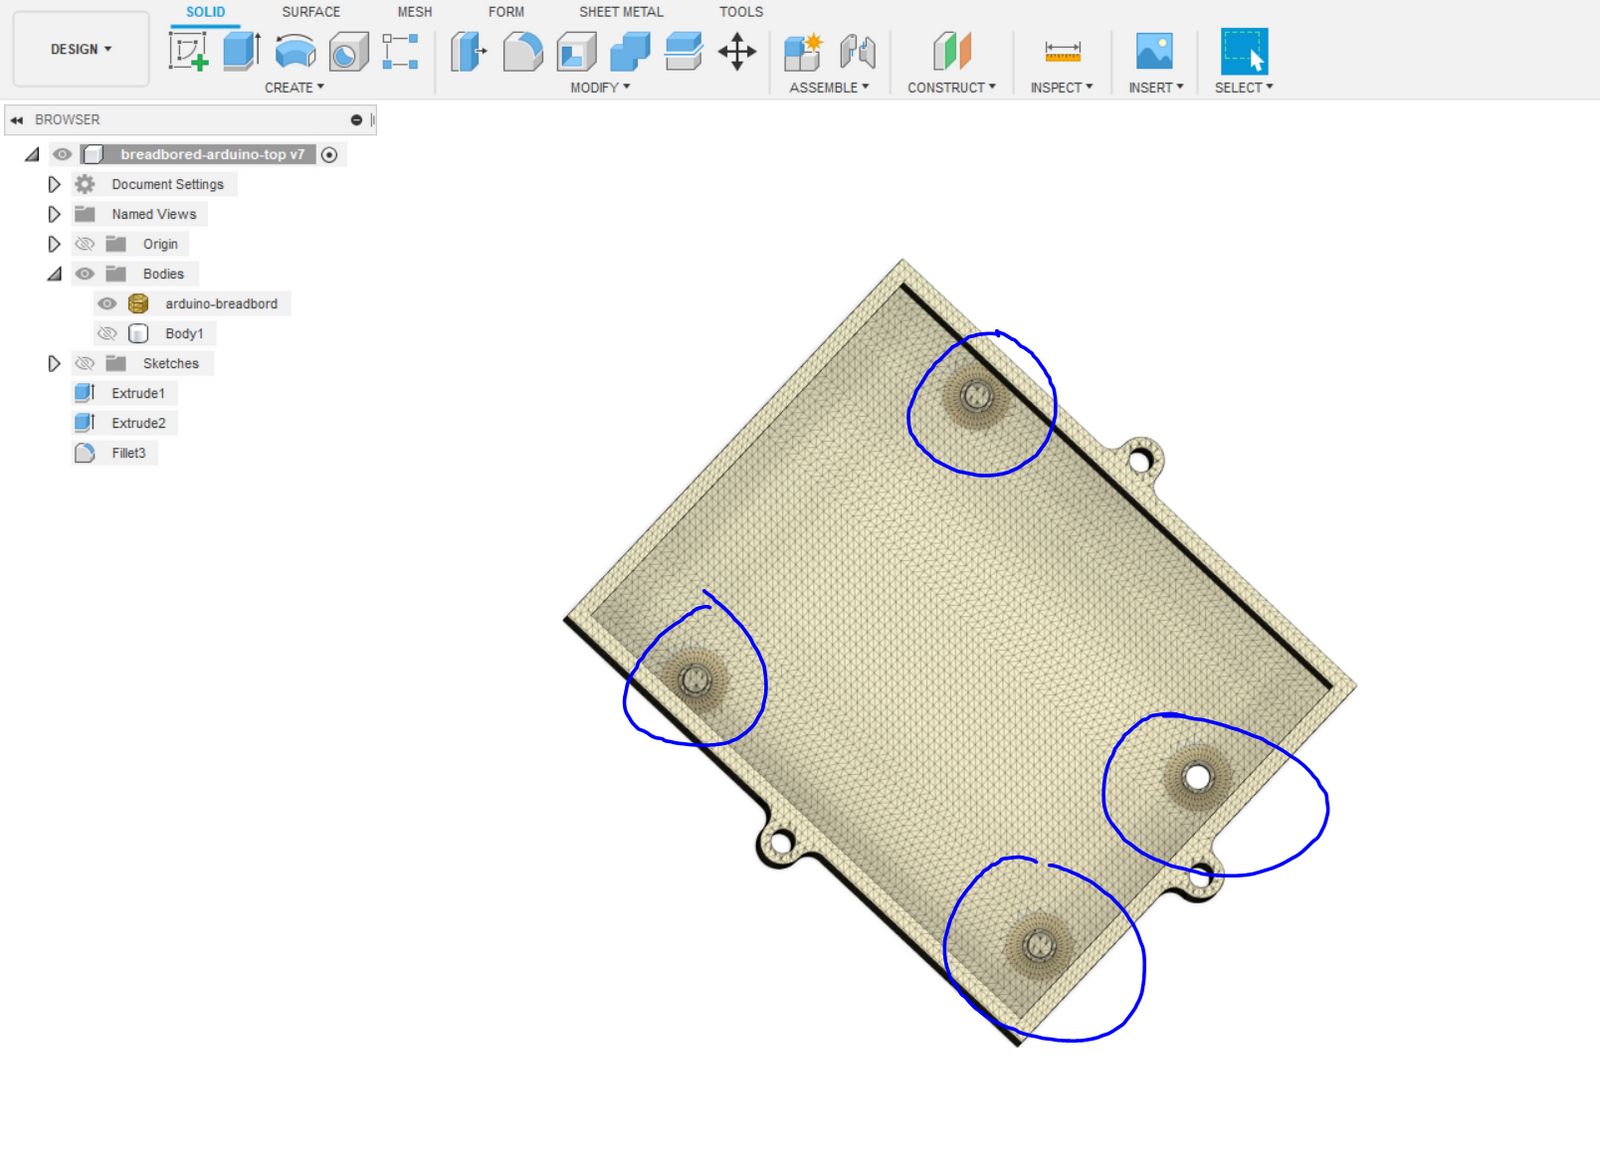 SOLID SURFACE MESH FORM SHEET METAL TOOLS
DESIGN ▾
CREATE ▾ MODIFY ▾ ASSEMBLE ▾ CONSTRUCT ▾ INSPECT ▾ INSERT ▾ SELECT ▾
BROWSER
breadbored-arduino-top v7
Document Settings
Named Views
Origin
Bodies
arduino-breadbord
Body1
Sketches
Extrude1
Extrude2
Fillet3